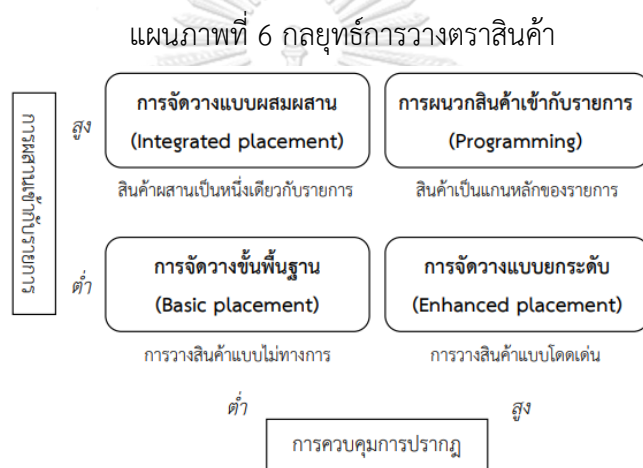 แผนภาพที่ 6 กลยุทธ์การวางตราสินค้า
การผสานเข้ากับรายการ
สูง
การจัดวางแบบผสมผสาน
(Integrated placement)
การผนวกสินค้าเข้ากับรายการ
(Programming)
สินค้าผสานเป็นหนึ่งเดียวกับรายการ
สินค้าเป็นแกนหลักของรายการ
ต่ำ
การจัดวางขั้นพื้นฐาน
(Basic placement)
การจัดวางแบบยกระดับ
(Enhanced placement)
การวางสินค้าแบบไม่ทางการ
การวางสินค้าแบบโดดเด่น
ต่ำ
สูง
การควบคุมการปรากฎ